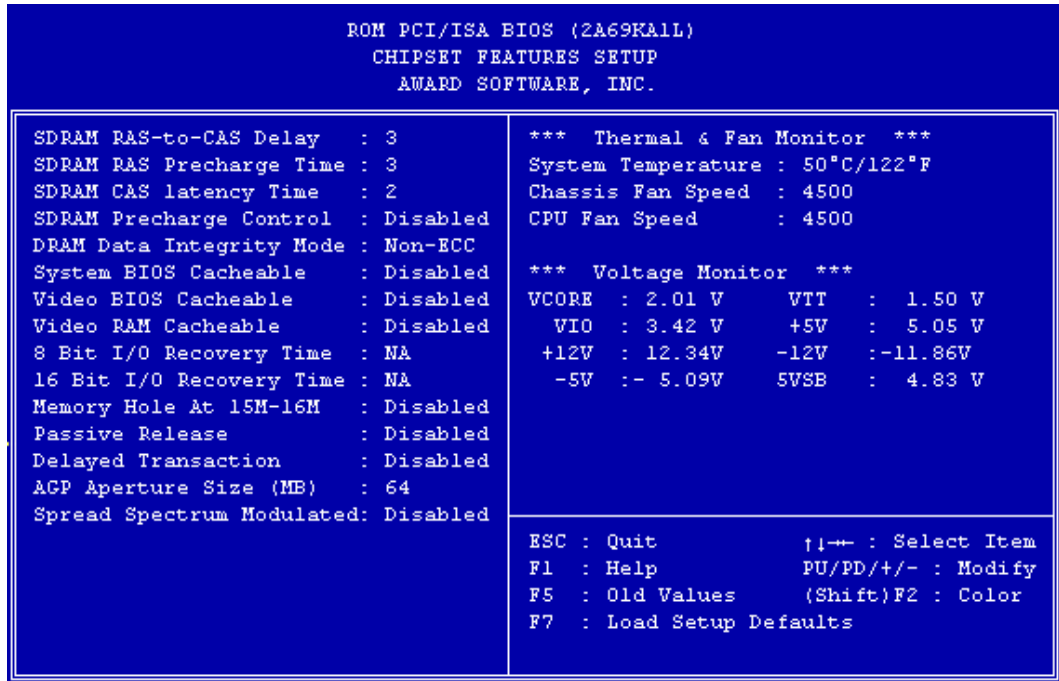 ROM PCI/ISA BIOS (2A69KA1L)
CHIPSET FEATURES SETUP
AWARD SOFTWARE, INC.
SDRAM RAS-to-CAS Delay : 3
SDRAM RAS Precharge Time : 3
SDRAM CAS latency Time : 2
SDRAM Precharge Control : Disabled
DRAM Data Integrity Mode : Non-ECC
System BIOS Cacheable : Disabled
Video BIOS Cacheable : Disabled
Video RAM Cacheable : Disabled
8 Bit I/O Recovery Time : NA
16 Bit I/O Recovery Time : NA
Memory Hole At 15M-16M : Disabled
Passive Release : Disabled
Delayed Transaction : Disabled
AGP Aperture Size (MB) : 64
Spread Spectrum Modulated: Disabled
*** Thermal & Fan Monitor ***
System Temperature : 50°C/122°F
Chassis Fan Speed : 4500
CPU Fan Speed : 4500
*** Voltage Monitor ***
VCORE : 2.01 V VTT : 1.50 V
VIO : 3.42 V +5V : 5.05 V
+12V : 12.34V -12V :-11.86V
-5V :- 5.09V 5VSB : 4.83 V
ESC : Quit ↑↓→← : Select Item
F1 : Help PU/PD/+/- : Modify
F5 : Old Values (Shift)F2 : Color
F7 : Load Setup Defaults